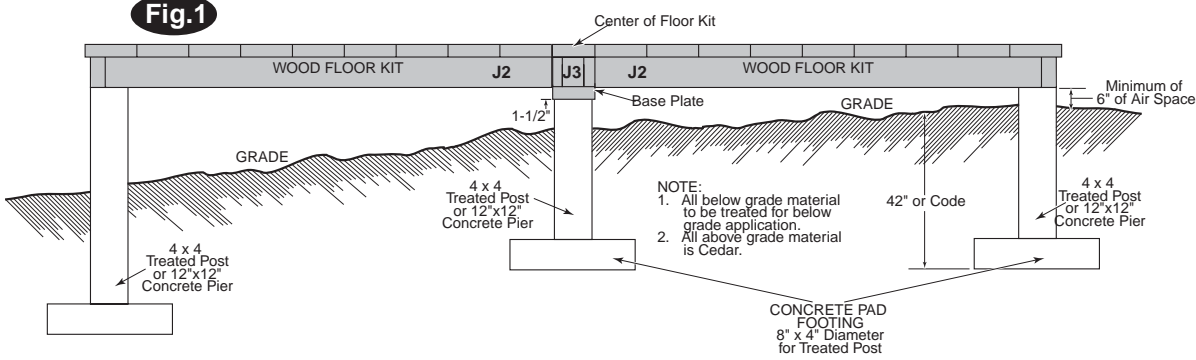 Fig.1
Center of Floor Kit
WOOD FLOOR KIT
J2
J3
J2
WOOD FLOOR KIT
Minimum of
6" of Air Space
Base Plate
GRADE
1-1/2"
GRADE
4 x 4
Treated Post
or 12"x12"
Concrete Pier
NOTE:
1. All below grade material
to be treated for below
grade application.
2. All above grade material
is Cedar.
42" or Code
4 x 4
Treated Post
or 12"x12"
Concrete Pier
4 x 4
Treated Post
or 12"x12"
Concrete Pier
CONCRETE PAD
FOOTING
8" x 4" Diameter
for Treated Post